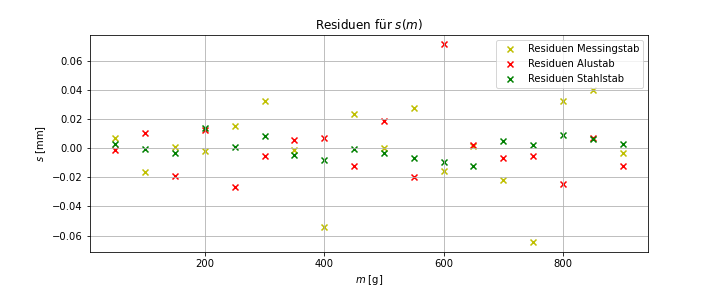 Residuen für s(m)
Residuen Messingstab
Residuen Alustab
Residuen Stahlstab
s [mm]
0.06
0.04
0.02
0.00
−0.02
−0.04
−0.06
200 400 600 800
m [g]